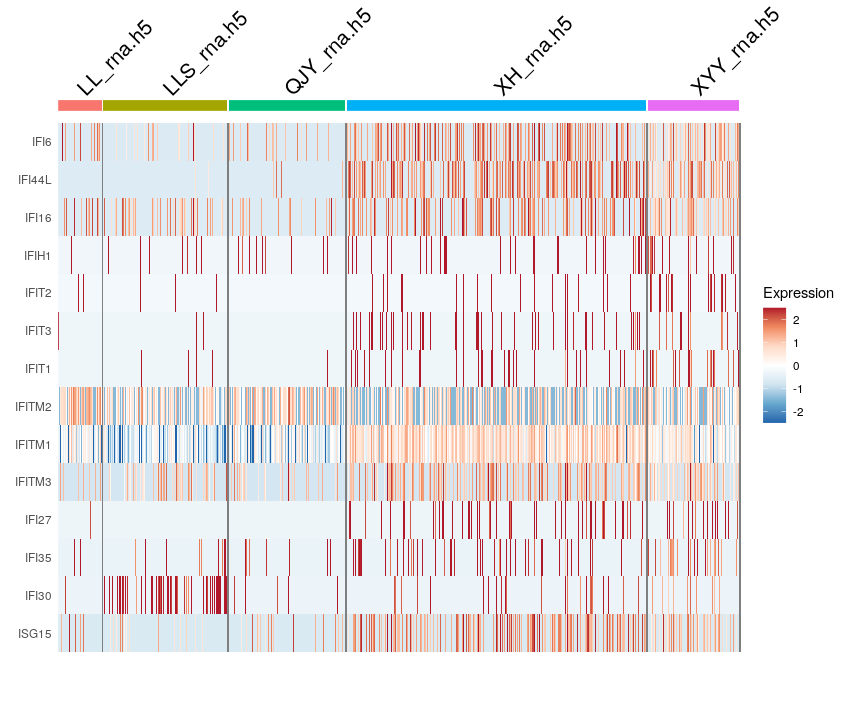 LL_rna.h5
LLS_rna.h5
QJY_rna.h5
XH_rna.h5
XYY_rna.h5
IFI6
IFI44L
IFI16
IFIH1
IFIT2
IFIT3
IFIT1
IFITM2
IFITM1
IFITM3
IFI27
IFI35
IFI30
ISG15
Expression
2
1
0
-1
-2